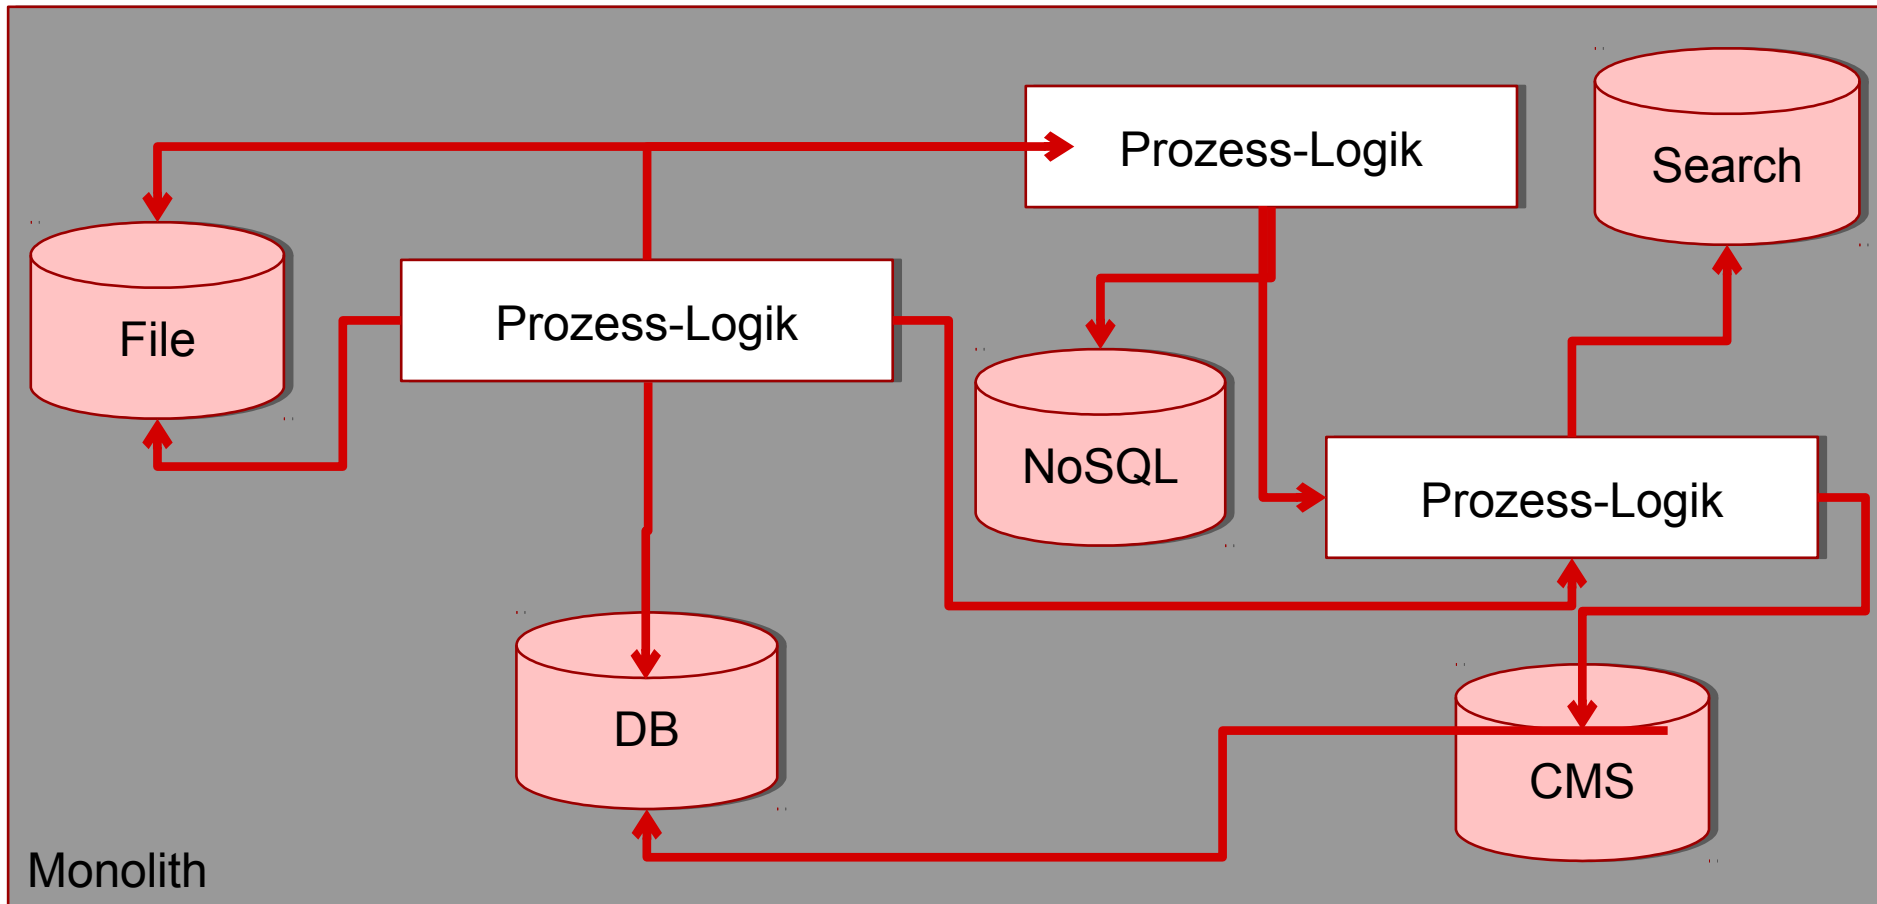 Prozess-Logik
Search
File
Prozess-Logik
NoSQL
Prozess-Logik
DB
CMS
Monolith